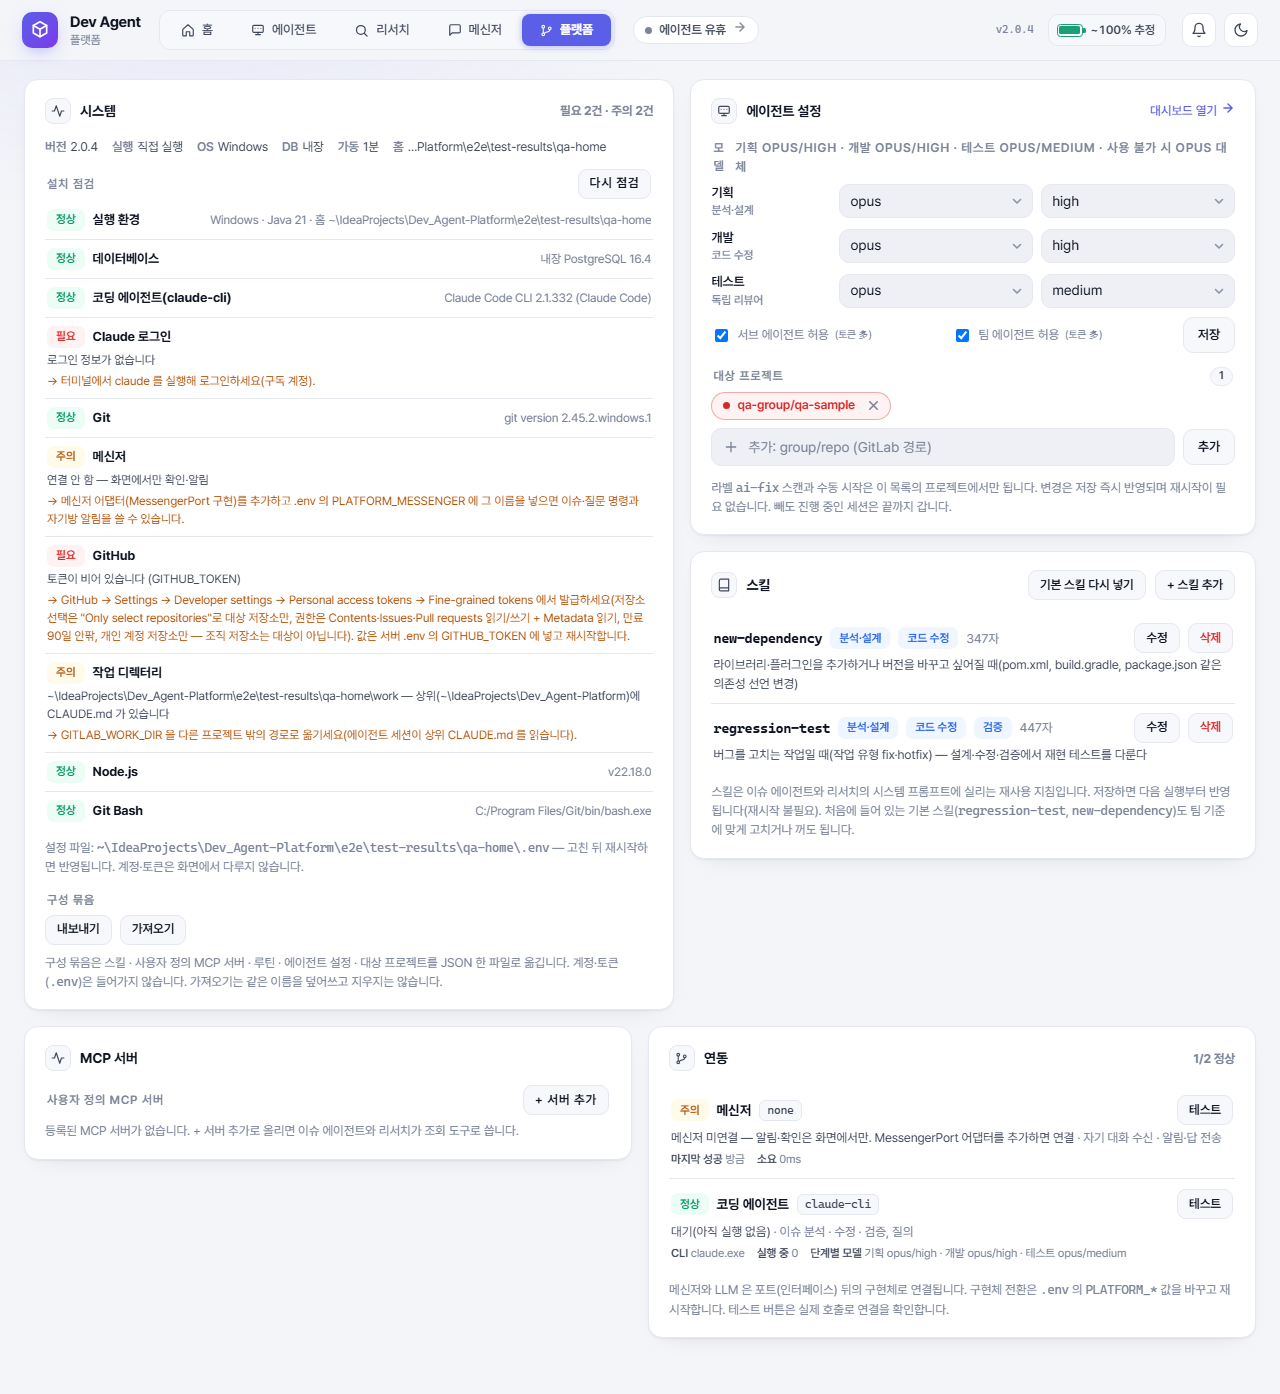 Dev Agent
플랫폼
홈
에이전트
리서치
메신저
플랫폼
에이전트 유휴 →
v2.0.4
~100% 추정
시스템
필요 2건 · 주의 2건
버전 2.0.4 실행 직접 실행 OS Windows DB 내장 가동 1분 홈 ...Platform\e2e\test-results\qa-home
설치 점검
다시 점검
정상 실행 환경 Windows · Java 21 · 홈 ~\IdeaProjects\Dev_Agent-Platform\e2e\test-results\qa-home
정상 데이터베이스 내장 PostgreSQL 16.4
정상 코딩 에이전트(claude-cli) Claude Code CLI 2.1.332 (Claude Code)
필요 Claude 로그인
로그인 정보가 없습니다
→ 터미널에서 claude 를 실행해 로그인하세요(구독 계정).
정상 Git git version 2.45.2.windows.1
주의 메신저
연결 안 함 — 화면에서만 확인·알림
→ 메신저 어댑터(MessengerPort 구현)를 추가하고 .env 의 PLATFORM_MESSENGER 에 그 이름을 넣으면 이슈·질문 명령과
자기방 알림을 쓸 수 있습니다.
필요 GitHub
토큰이 비어 있습니다 (GITHUB_TOKEN)
→ GitHub → Settings → Developer settings → Personal access tokens → Fine-grained tokens 에서 발급하세요(저장소
선택은 "Only select repositories"로 대상 저장소만, 권한은 Contents·Issues·Pull requests 읽기/쓰기 + Metadata 읽기, 만료
90일 안팎, 개인 계정 저장소만 — 조직 저장소는 대상이 아닙니다). 값은 서버 .env 의 GITHUB_TOKEN 에 넣고 재시작합니다.
주의 작업 디렉터리
~\IdeaProjects\Dev_Agent-Platform\e2e\test-results\qa-home\work — 상위(~\IdeaProjects\Dev_Agent-Platform)에
CLAUDE.md 가 있습니다
→ GITLAB_WORK_DIR 을 다른 프로젝트 밖의 경로로 옮기세요(에이전트 세션이 상위 CLAUDE.md 를 읽습니다).
정상 Node.js v22.18.0
정상 Git Bash C:/Program Files/Git/bin/bash.exe
설정 파일: ~\IdeaProjects\Dev_Agent-Platform\e2e\test-results\qa-home\.env — 고친 뒤 재시작하
면 반영됩니다. 계정·토큰은 화면에서 다루지 않습니다.
구성 묶음
내보내기 가져오기
구성 묶음은 스킬 · 사용자 정의 MCP 서버 · 루틴 · 에이전트 설정 · 대상 프로젝트를 JSON 한 파일로 옮깁니다. 계정·토큰
(.env)은 들어가지 않습니다. 가져오기는 같은 이름을 덮어쓰고 지우지는 않습니다.
에이전트 설정
대시보드 열기 →
모 기획 OPUS/HIGH · 개발 OPUS/HIGH · 테스트 OPUS/MEDIUM · 사용 불가 시 OPUS 대
델 체
기획 opus high
분석·설계
개발 opus high
코드 수정
테스트 opus medium
독립 리뷰어
서브 에이전트 허용 (토큰 多) 팀 에이전트 허용 (토큰 多) 저장
대상 프로젝트 1
qa-group/qa-sample ×
+ 추가: group/repo (GitLab 경로) 추가
라벨 ai-fix 스캔과 수동 시작은 이 목록의 프로젝트에서만 됩니다. 변경은 저장 즉시 반영되며 재시작이 필
요 없습니다. 빼도 진행 중인 세션은 끝까지 갑니다.
스킬
기본 스킬 다시 넣기 + 스킬 추가
new-dependency 분석·설계 코드 수정 347자 수정 삭제
라이브러리·플러그인을 추가하거나 버전을 바꾸고 싶어질 때(pom.xml, build.gradle, package.json 같은
의존성 선언 변경)
regression-test 분석·설계 코드 수정 검증 447자 수정 삭제
버그를 고치는 작업일 때(작업 유형 fix·hotfix) — 설계·수정·검증에서 재현 테스트를 다룬다
스킬은 이슈 에이전트와 리서치의 시스템 프롬프트에 실리는 재사용 지침입니다. 저장하면 다음 실행부터 반영
됩니다(재시작 불필요). 처음에 들어 있는 기본 스킬(regression-test, new-dependency)도 팀 기준
에 맞게 고치거나 꺼도 됩니다.
MCP 서버
사용자 정의 MCP 서버
+ 서버 추가
등록된 MCP 서버가 없습니다. + 서버 추가로 올리면 이슈 에이전트와 리서치가 조회 도구로 씁니다.
연동
1/2 정상
주의 메신저 none 테스트
메신저 미연결 — 알림·확인은 화면에서만. MessengerPort 어댑터를 추가하면 연결 · 자기 대화 수신 · 알림·답 전송
마지막 성공 방금 소요 0ms
정상 코딩 에이전트 claude-cli 테스트
대기(아직 실행 없음) · 이슈 분석 · 수정 · 검증, 질의
CLI claude.exe 실행 중 0 단계별 모델 기획 opus/high · 개발 opus/high · 테스트 opus/medium
메신저와 LLM 은 포트(인터페이스) 뒤의 구현체로 연결됩니다. 구현체 전환은 .env 의 PLATFORM_* 값을 바꾸고 재
시작합니다. 테스트 버튼은 실제 호출로 연결을 확인합니다.